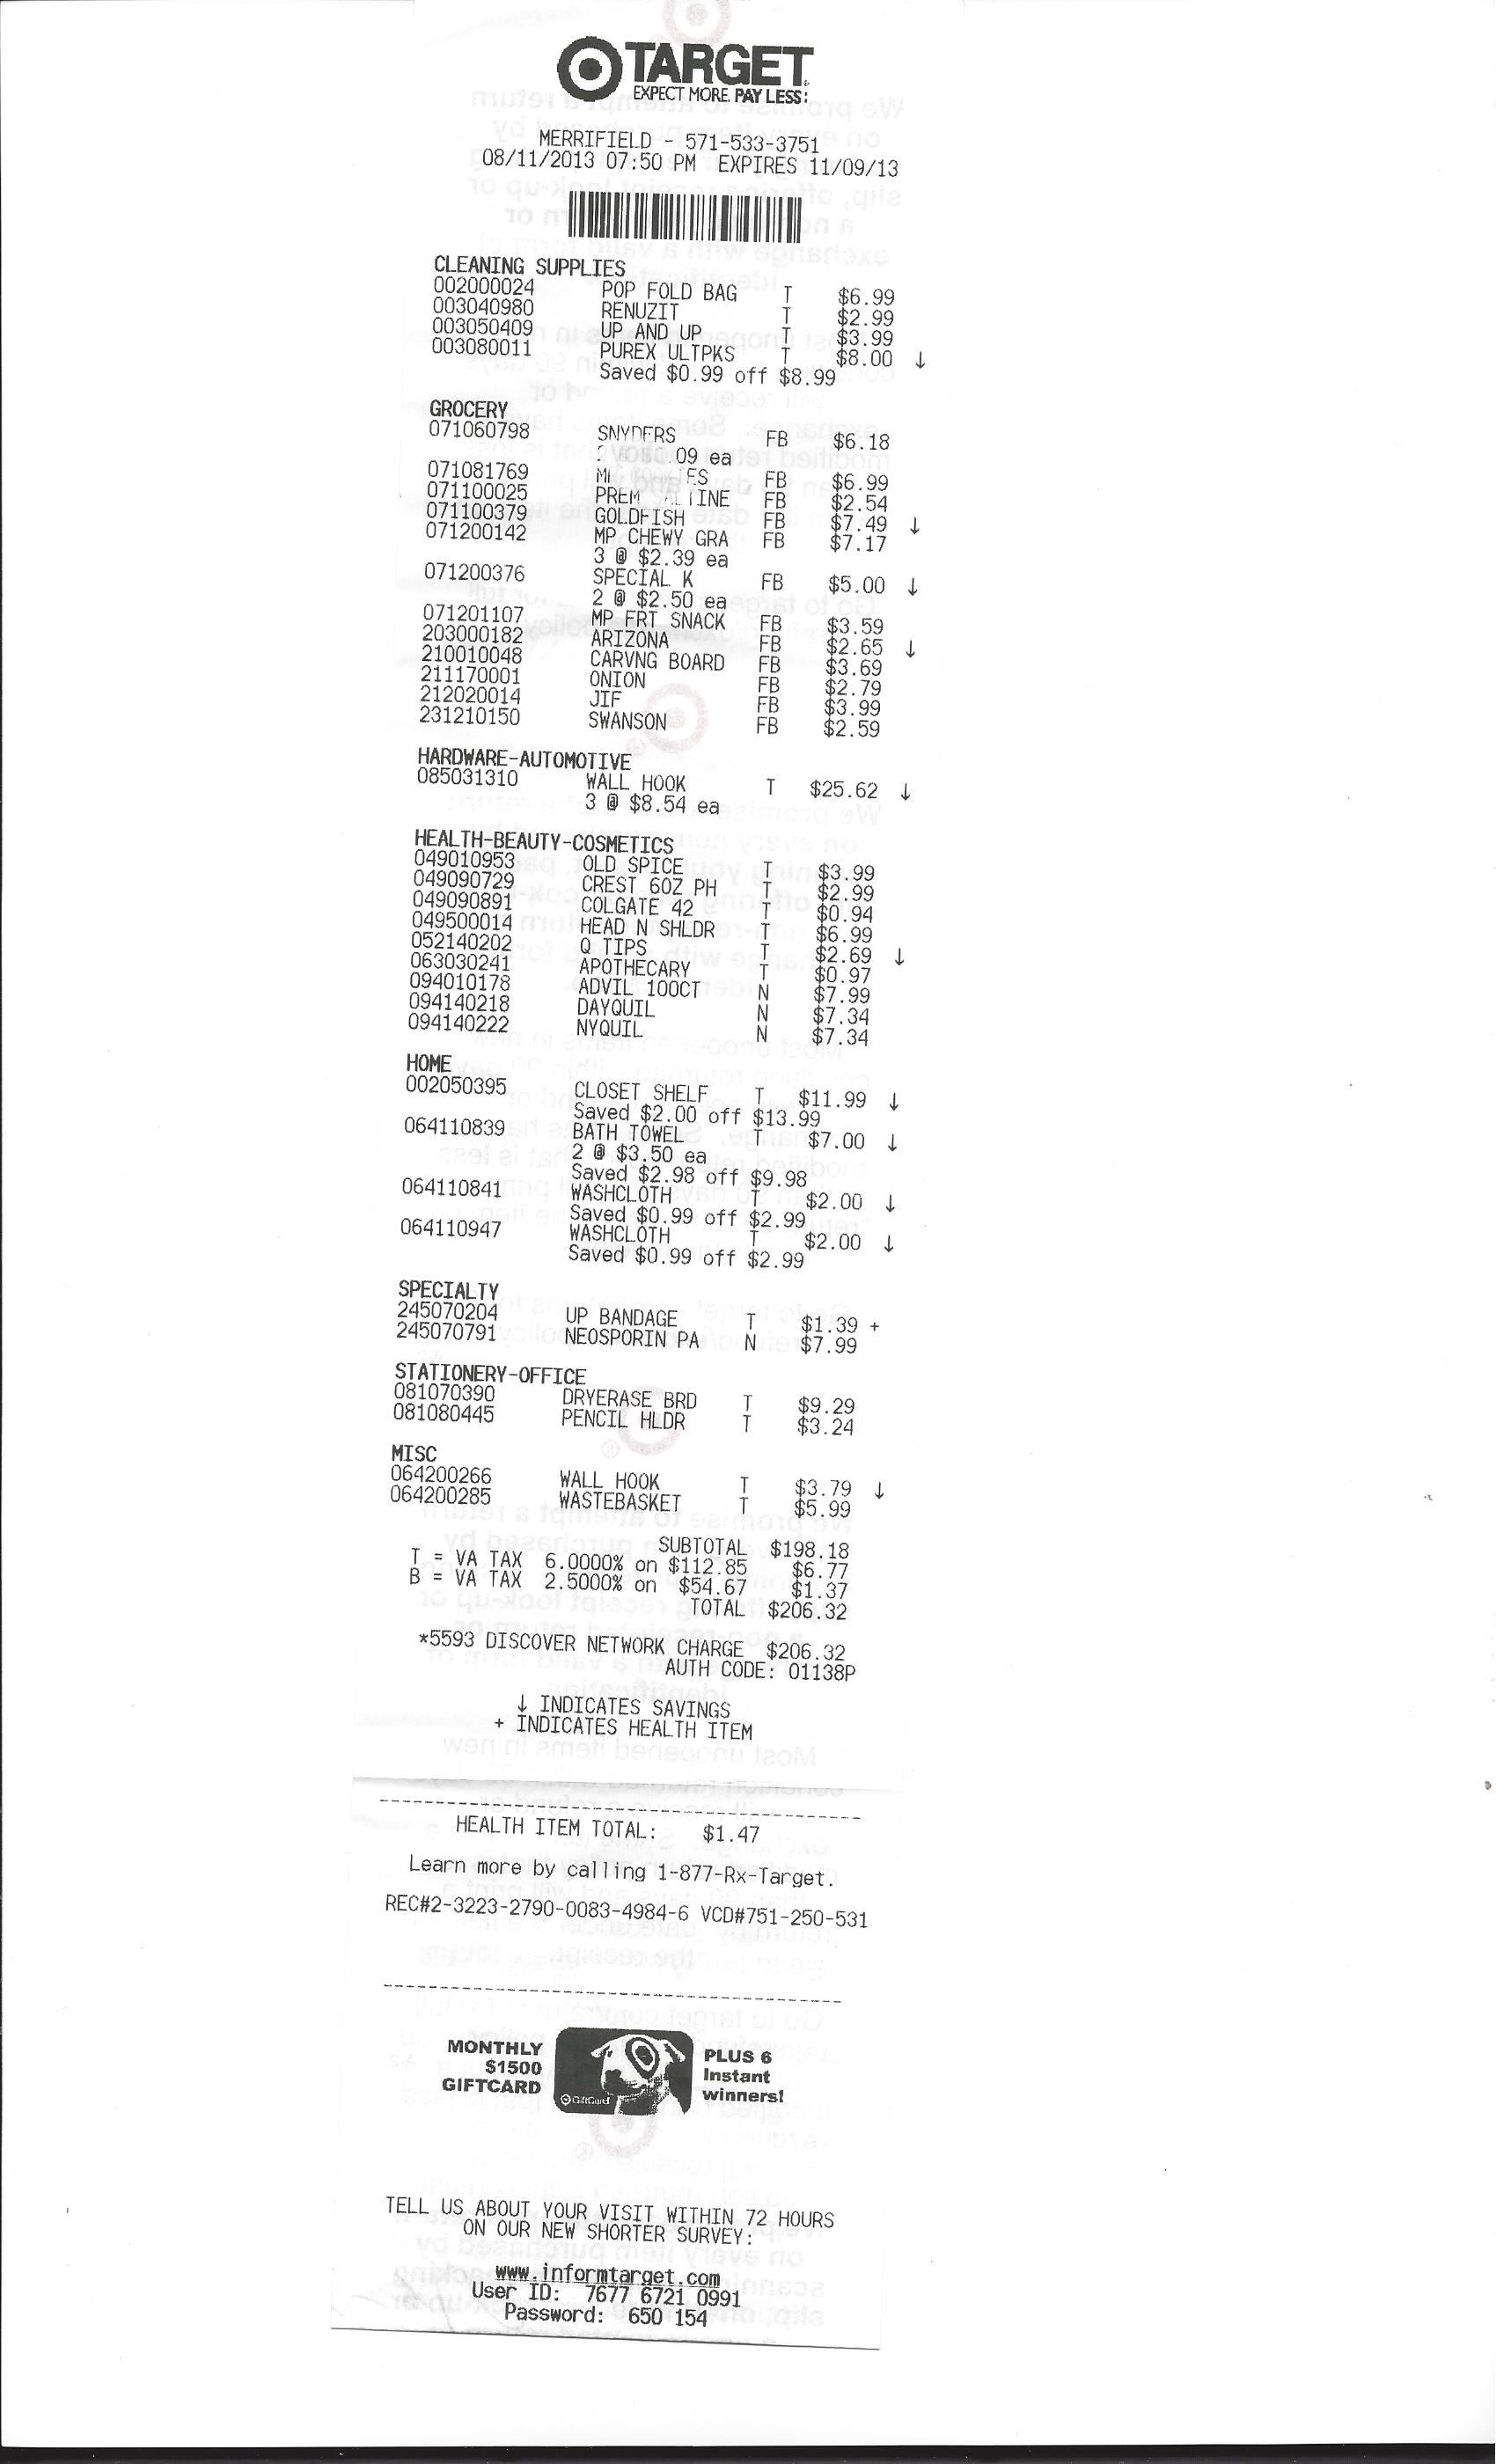 TARGET
EXPECT MORE. PAY LESS.
MERRIFIELD - 571-533-3751
08/11/2013 07:50 PM EXPIRES 11/09/13
CLEANING SUPPLIES
002000024 POP FOLD BAG T $6.99
003040980 RENUZIT T $2.99
003050409 UP AND UP T $3.99
003080011 PUREX ULTPKS T $8.00 ↓
Saved $0.99 off $8.99
GROCERY
071060798 SNYDERS FB $6.18
09 ea
071081769 FB $6.99
071100025 PREM FB $2.54
071100379 GOLDFISH FB $7.49 ↓
071200142 MP CHEWY GRA FB $7.17
3 @ $2.39 ea
071200376 SPECIAL K FB $5.00 ↓
2 @ $2.50 ea
071201107 MP FRT SNACK FB $3.59
203000182 ARIZONA FB $2.65 ↓
210010048 CARVNG BOARD FB $3.69
211170001 ONION FB $2.79
212020014 JIF FB $3.99
231210150 SWANSON FB $2.59
HARDWARE-AUTOMOTIVE
085031310 WALL HOOK T $25.62 ↓
3 @ $8.54 ea
HEALTH-BEAUTY-COSMETICS
049010953 OLD SPICE T $3.99
049090729 CREST 6OZ PH T $2.99
049090891 COLGATE 42 T $0.94
049500014 HEAD N SHLDR T $6.99
052140202 Q TIPS T $2.69 ↓
063030241 APOTHECARY T $0.97
094010178 ADVIL 100CT N $7.99
094140218 DAYQUIL N $7.34
094140222 NYQUIL N $7.34
HOME
002050395 CLOSET SHELF T $11.99 ↓
Saved $2.00 off $13.99
064110839 BATH TOWEL T $7.00 ↓
2 @ $3.50 ea
Saved $2.98 off $9.98
064110841 WASHCLOTH T $2.00 ↓
Saved $0.99 off $2.99
064110947 WASHCLOTH T $2.00 ↓
Saved $0.99 off $2.99
SPECIALTY
245070204 UP BANDAGE T $1.39 +
245070791 NEOSPORIN PA N $7.99
STATIONERY-OFFICE
081070390 DRYERASE BRD T $9.29
081080445 PENCIL HLDR T $3.24
MISC
064200266 WALL HOOK T $3.79 ↓
064200285 WASTEBASKET T $5.99
SUBTOTAL $198.18
T = VA TAX 6.0000% on $112.85 $6.77
B = VA TAX 2.5000% on $54.67 $1.37
TOTAL $206.32
*5593 DISCOVER NETWORK CHARGE $206.32
AUTH CODE: 01138P
↓ INDICATES SAVINGS
+ INDICATES HEALTH ITEM
HEALTH ITEM TOTAL: $1.47
Learn more by calling 1-877-Rx-Target.
REC#2-3223-2790-0083-4984-6 VCD#751-250-531
MONTHLY
$1500
GIFTCARD
GiftCard
PLUS 6
Instant
winners!
TELL US ABOUT YOUR VISIT WITHIN 72 HOURS
ON OUR NEW SHORTER SURVEY:
www.informtarget.com
User ID: 7677 6721 0991
Password: 650 154